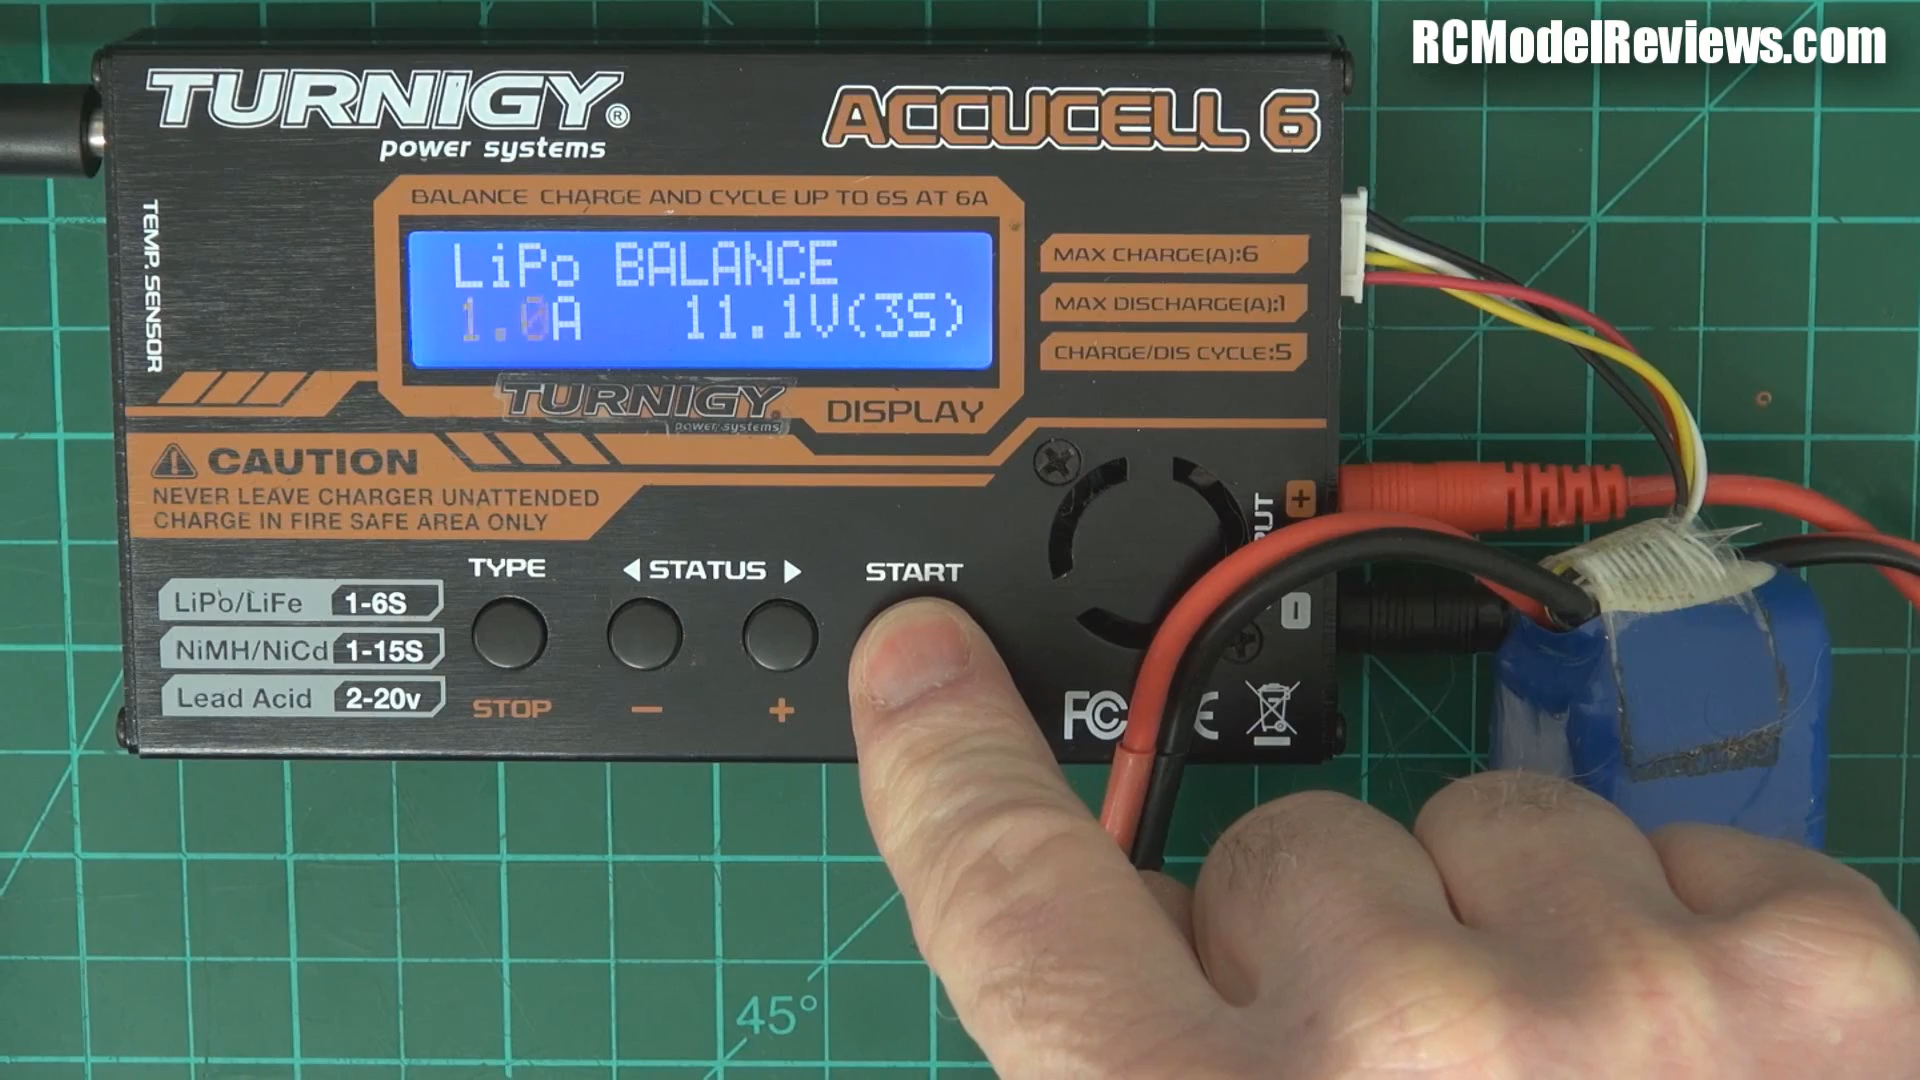 RCModelReviews.com
TURNIGY®
power systems
ACCUCELL 6
TEMP. SENSOR
BALANCE CHARGE AND CYCLE UP TO 6S AT 6A
LiPo BALANCE
1.0A 11.1V(3S)
MAX CHARGE(A):6
MAX DISCHARGE(A):1
CHARGE/DIS CYCLE:5
TURNIGY
power systems
DISPLAY
CAUTION
NEVER LEAVE CHARGER UNATTENDED
CHARGE IN FIRE SAFE AREA ONLY
LiPo/LiFe 1-6S
NiMH/NiCd 1-15S
Lead Acid 2-20v
TYPE
STATUS
START
STOP
−
+
+
PUT
−
FC
CE
45°